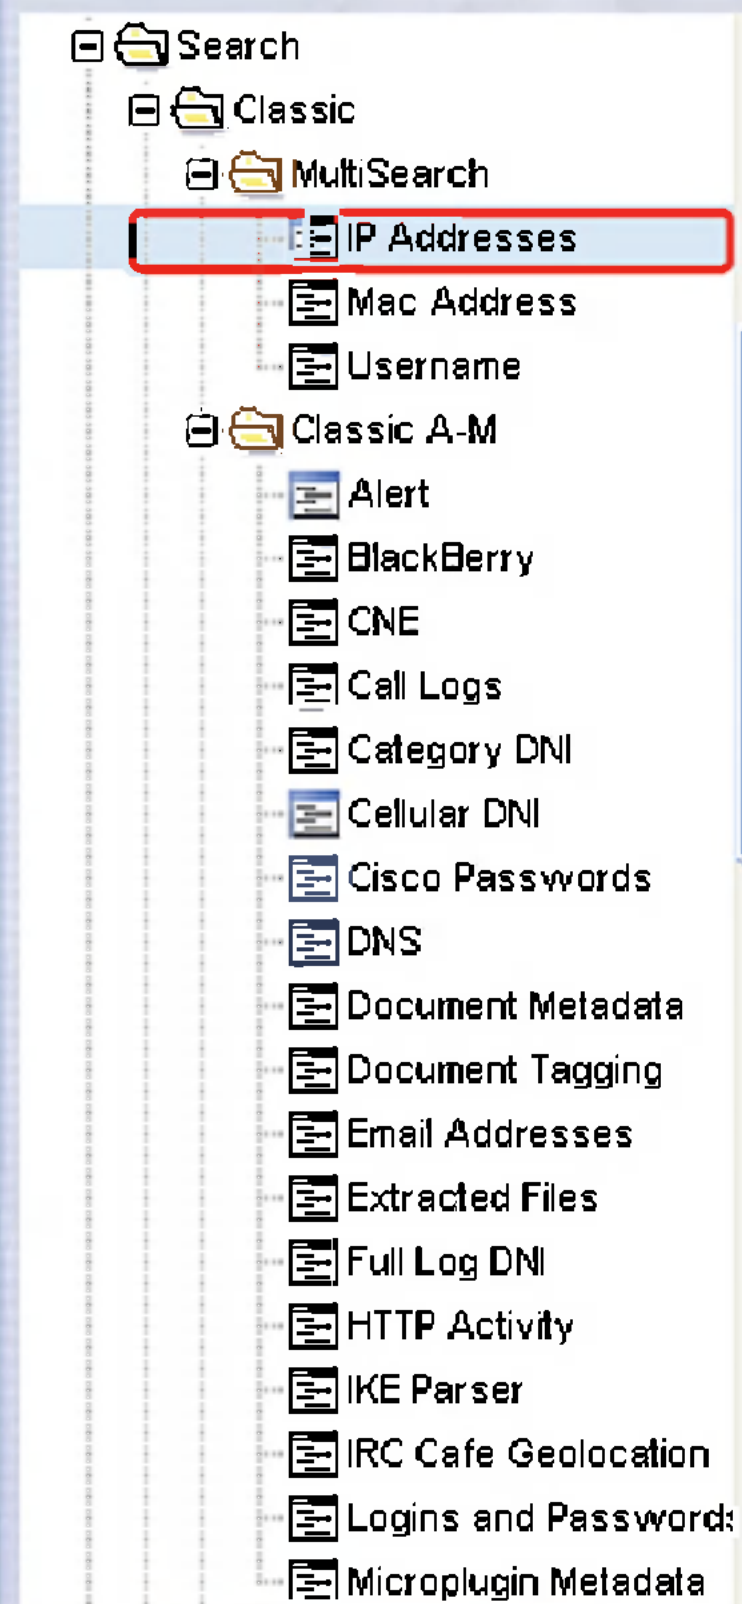 Search
Classic
MultiSearch
IP Addresses
Mac Address
Username
Classic A-M
Alert
BlackBerry
CNE
Call Logs
Category DNI
Cellular DNI
Cisco Passwords
DNS
Document Metadata
Document Tagging
Email Addresses
Extracted Files
Full Log DNI
HTTP Activity
IKE Parser
IRC Cafe Geolocation
Logins and Passwords
Microplugin Metadata